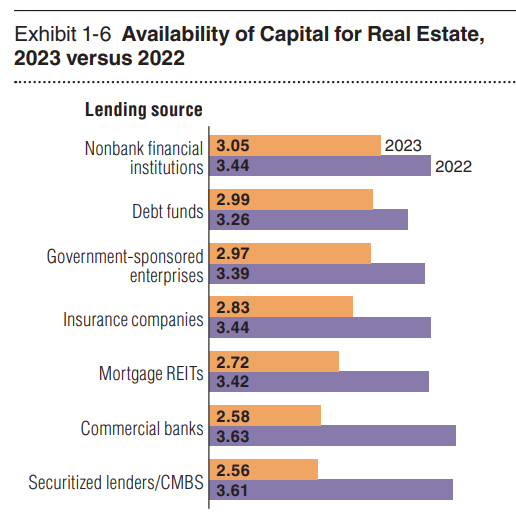 Exhibit 1-6 Availability of Capital for Real Estate,
2023 versus 2022
Lending source
Nonbank financial
institutions
3.05
2023
3.44
2022
Debt funds
2.99
3.26
Government-sponsored
enterprises
2.97
3.39
Insurance companies
2.83
3.44
Mortgage REITs
2.72
3.42
Commercial banks
2.58
3.63
Securitized lenders/CMBS
2.56
3.61